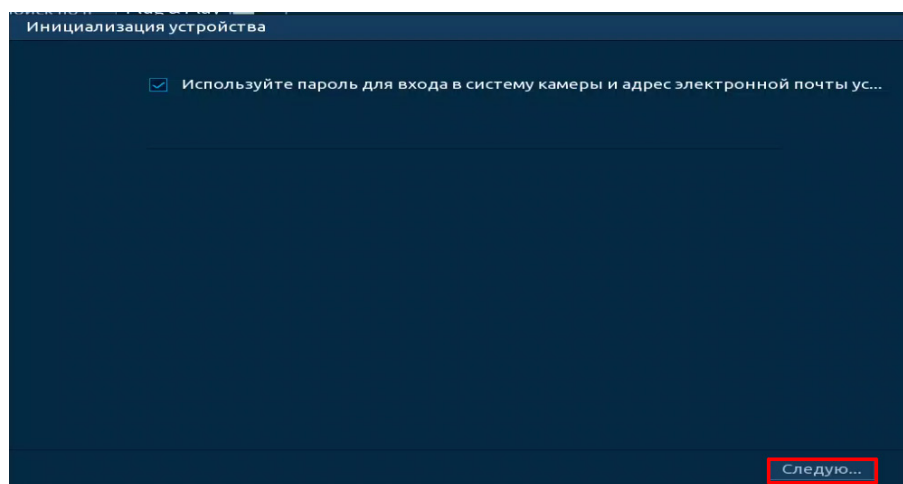 Инициализация устройства
Используйте пароль для входа в систему камеры и адрес электронной почты ус...
Следую...